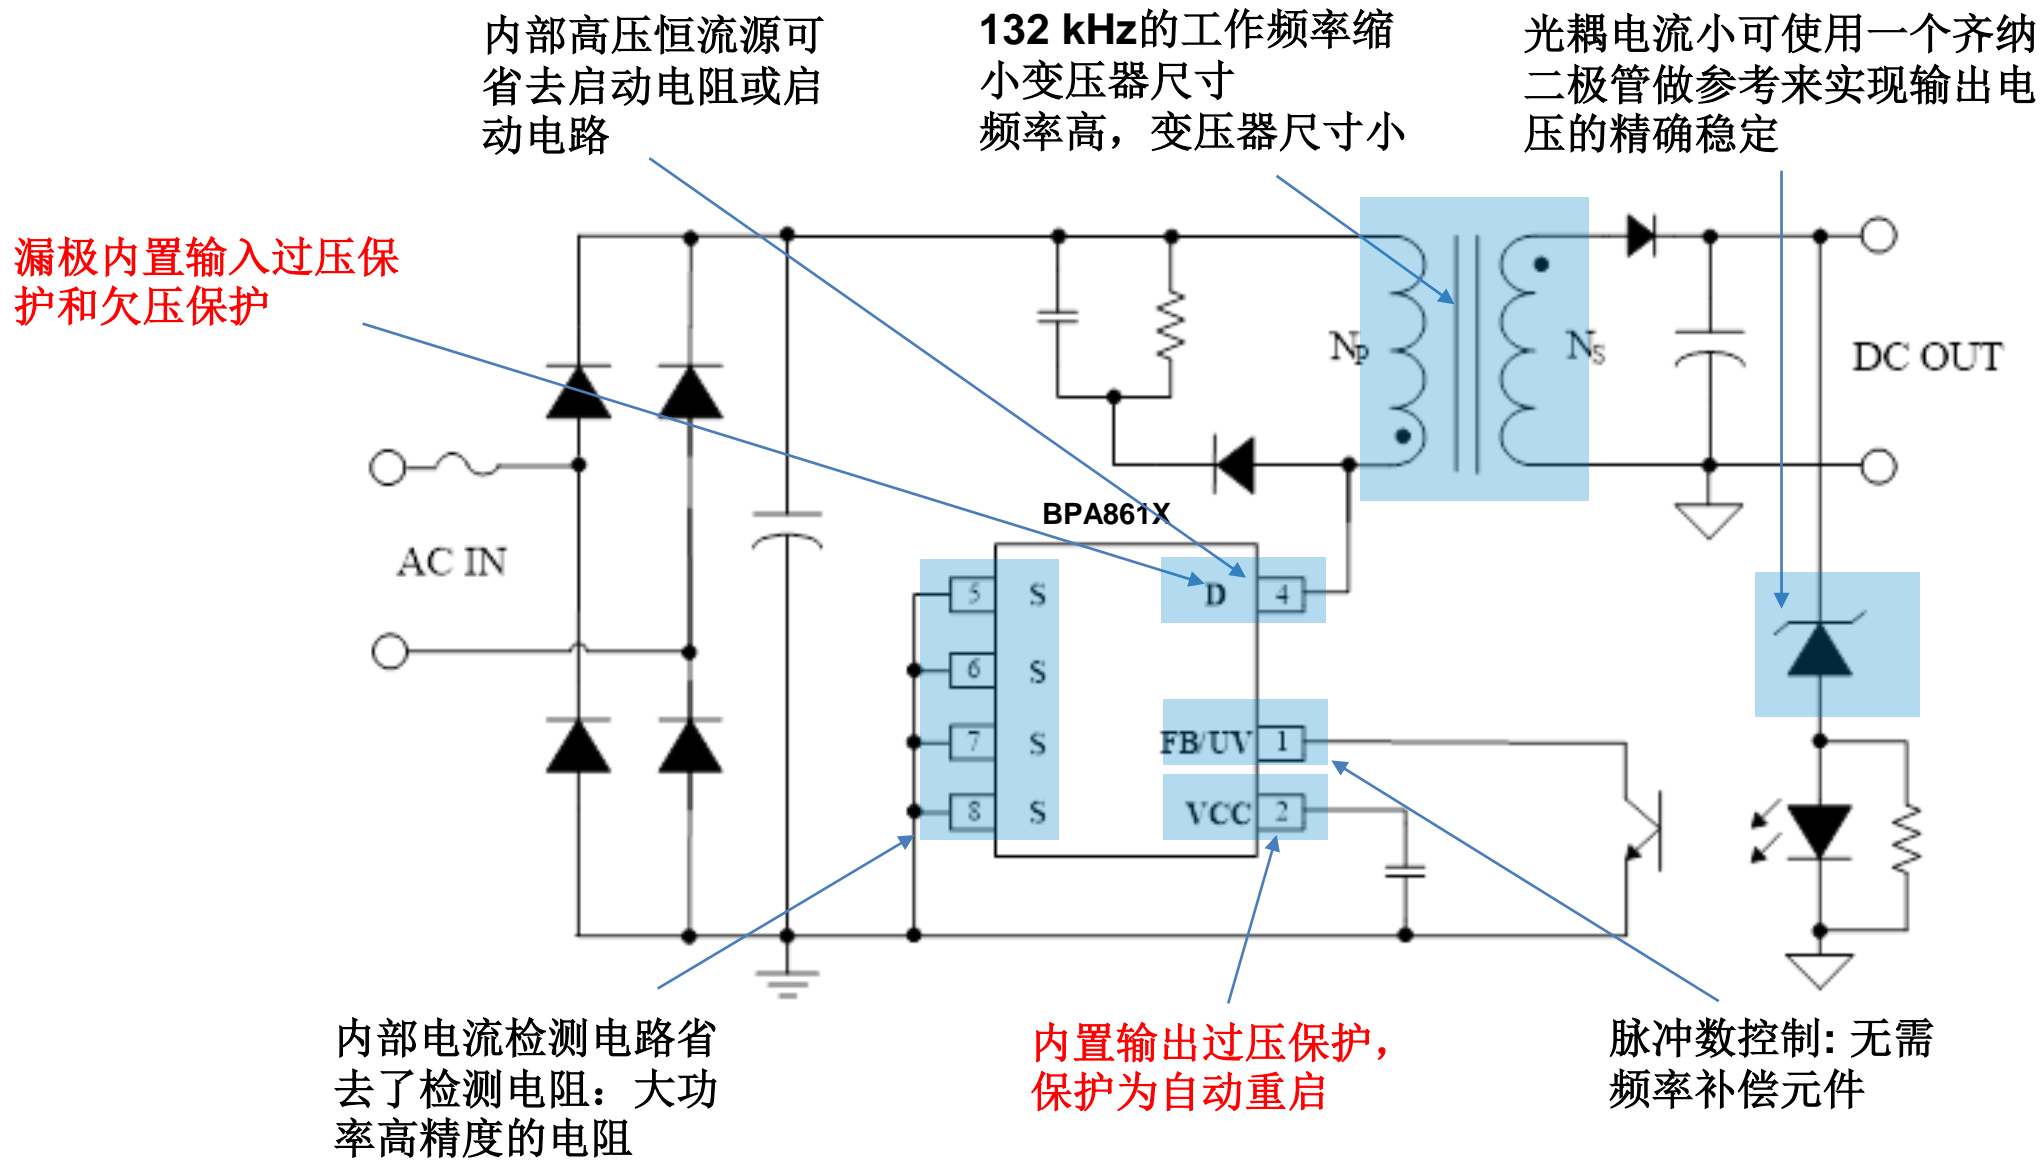 内部高压恒流源可
省去启动电阻或启
动电路
132 kHz的工作频率缩
小变压器尺寸
频率高，变压器尺寸小
光耦电流小可使用一个齐纳
二极管做参考来实现输出电
压的精确稳定
漏极内置输入过压保
护和欠压保护
NP
NS
DC OUT
AC IN
BPA861X
5 S
D 4
6 S
7 S
FB/UV 1
8 S
VCC 2
内部电流检测电路省
去了检测电阻：大功
率高精度的电阻
内置输出过压保护，
保护为自动重启
脉冲数控制: 无需
频率补偿元件